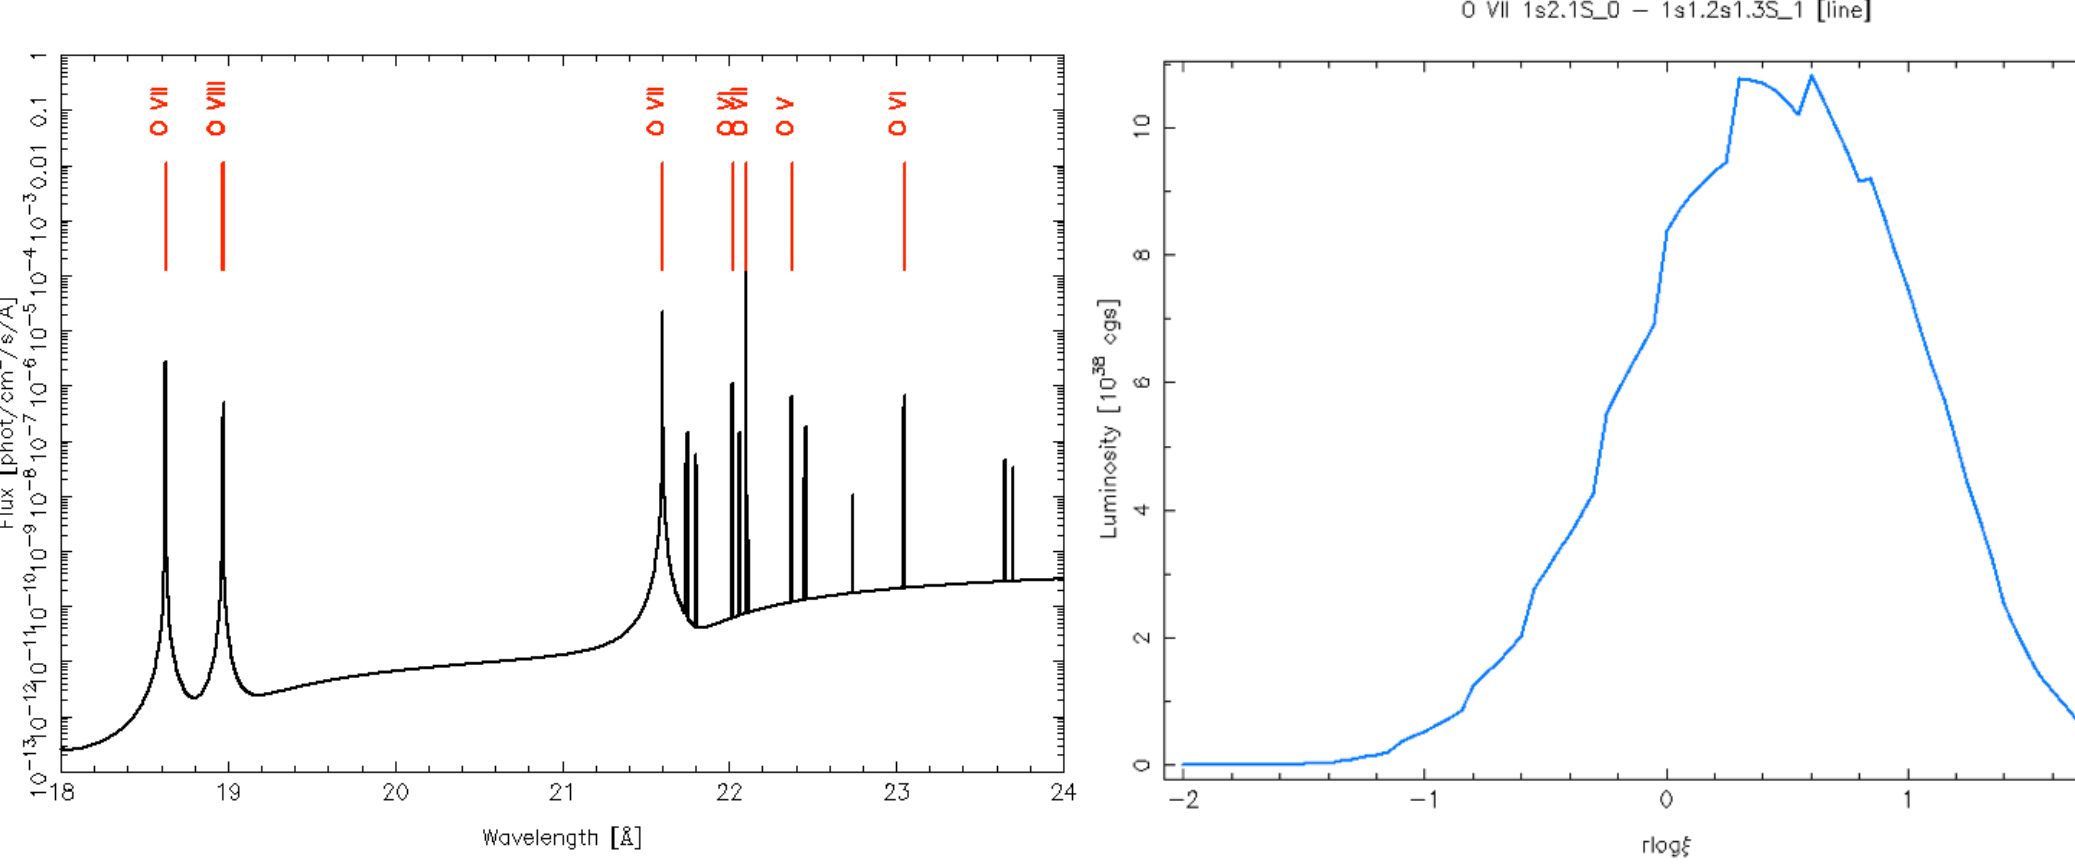 O VII 1s2.1S_0 – 1s1.2s1.3S_1 [line]
O VII
O VIII
O VII
O VI
O VII
O V
O VI
1
0.1
0.01
10⁻³
10⁻⁴
10⁻⁵
10⁻⁶
10⁻⁷
10⁻⁸
10⁻⁹
10⁻¹⁰
10⁻¹¹
10⁻¹²
10⁻¹³
Flux [phot/cm²/s/A]
18 19 20 21 22 23 24
Wavelength [Å]
10
8
6
4
2
0
Luminosity [10³⁸ cgs]
−2 −1 0 1
rlogξ